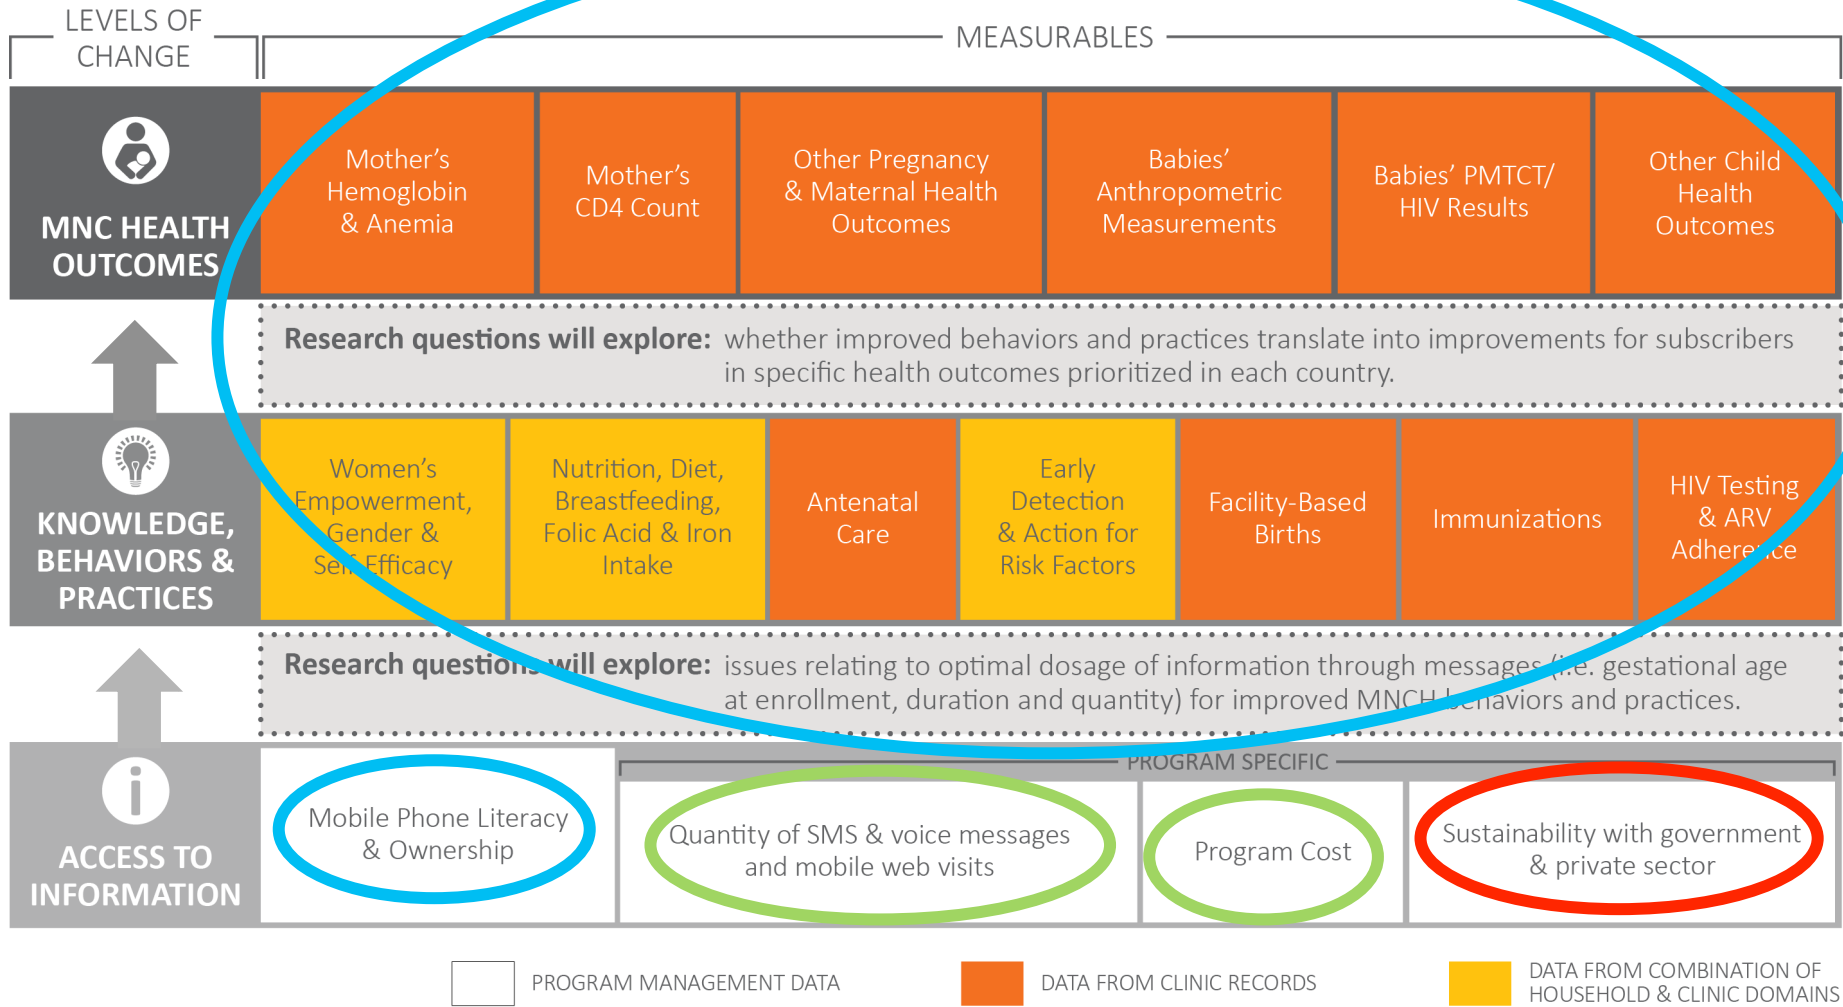 LEVELS OF
CHANGE
MEASURABLES
MNC HEALTH
OUTCOMES
Mother’s
Hemoglobin
& Anemia
Mother’s
CD4 Count
Other Pregnancy
& Maternal Health
Outcomes
Babies’
Anthropometric
Measurements
Babies’ PMTCT/
HIV Results
Other Child
Health
Outcomes
Research questions will explore: whether improved behaviors and practices translate into improvements for subscribers
in specific health outcomes prioritized in each country.
KNOWLEDGE,
BEHAVIORS &
PRACTICES
Women’s
Empowerment,
Gender &
Self-Efficacy
Nutrition, Diet,
Breastfeeding,
Folic Acid & Iron
Intake
Antenatal
Care
Early
Detection
& Action for
Risk Factors
Facility-Based
Births
Immunizations
HIV Testing
& ARV
Adherence
Research questions will explore: issues relating to optimal dosage of information through messages (i.e. gestational age
at enrollment, duration and quantity) for improved MNCH behaviors and practices.
ACCESS TO
INFORMATION
PROGRAM SPECIFIC
Mobile Phone Literacy
& Ownership
Quantity of SMS & voice messages
and mobile web visits
Program Cost
Sustainability with government
& private sector
PROGRAM MANAGEMENT DATA
DATA FROM CLINIC RECORDS
DATA FROM COMBINATION OF
HOUSEHOLD & CLINIC DOMAINS